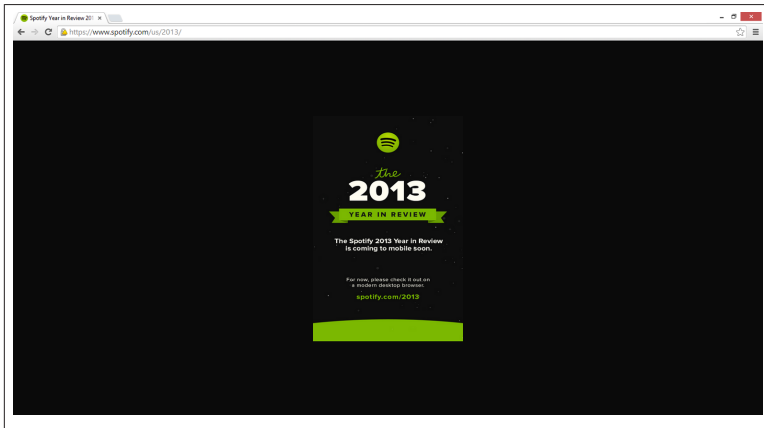 Spotify Year in Review 201
https://www.spotify.com/us/2013/
the
2013
YEAR IN REVIEW
The Spotify 2013 Year in Review
is coming to mobile soon.
For now, please check it out on
a modern desktop browser.
spotify.com/2013